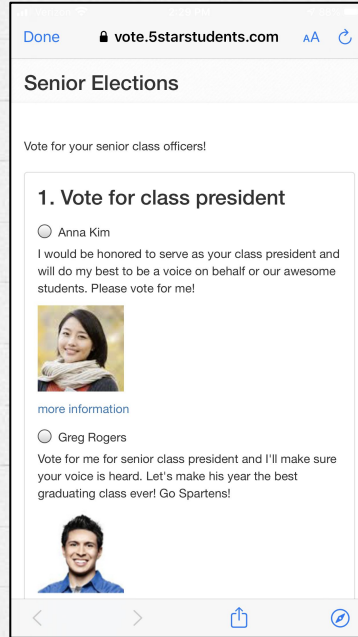 Done vote.5starstudents.com AA
Senior Elections
Vote for your senior class officers!
1. Vote for class president
Anna Kim
I would be honored to serve as your class president and
will do my best to be a voice on behalf or our awesome
students. Please vote for me!
more information
Greg Rogers
Vote for me for senior class president and I'll make sure
your voice is heard. Let's make his year the best
graduating class ever! Go Spartens!